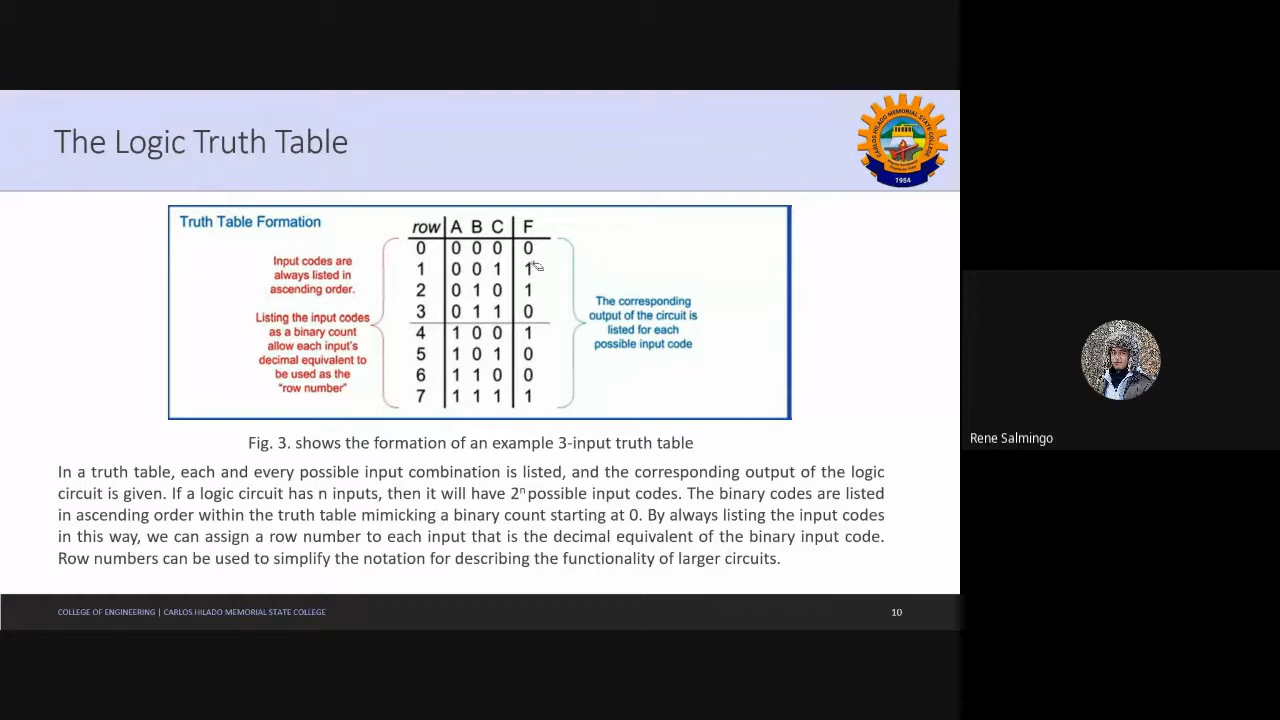 The Logic Truth Table
CARLOS HILADO MEMORIAL STATE COLLEGE
1954
Truth Table Formation
Input codes are
always listed in
ascending order.
Listing the input codes
as a binary count
allow each input's
decimal equivalent to
be used as the
"row number"
row A B C F
0 0 0 0 0
1 0 0 1 1
2 0 1 0 1
3 0 1 1 0
4 1 0 0 1
5 1 0 1 0
6 1 1 0 0
7 1 1 1 1
The corresponding
output of the circuit is
listed for each
possible input code
Fig. 3. shows the formation of an example 3-input truth table
In a truth table, each and every possible input combination is listed, and the corresponding output of the logic
circuit is given. If a logic circuit has n inputs, then it will have 2ⁿ possible input codes. The binary codes are listed
in ascending order within the truth table mimicking a binary count starting at 0. By always listing the input codes
in this way, we can assign a row number to each input that is the decimal equivalent of the binary input code.
Row numbers can be used to simplify the notation for describing the functionality of larger circuits.
COLLEGE OF ENGINEERING | CARLOS HILADO MEMORIAL STATE COLLEGE
10
Rene Salmingo